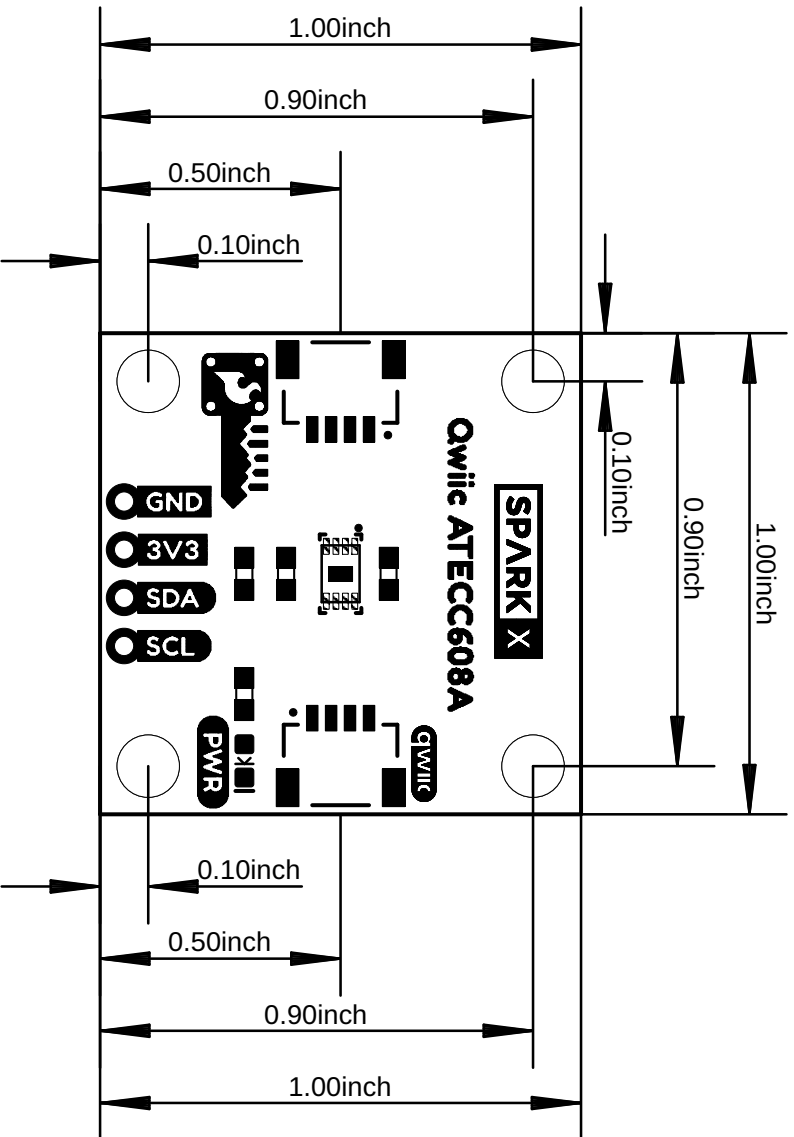 1.00inch
0.90inch
0.50inch
0.10inch
0.10inch
0.90inch
1.00inch
GND
3V3
SDA
SCL
Qwiic ATECC608A
SPARK X
PWR
qwiic
0.10inch
0.50inch
0.90inch
1.00inch